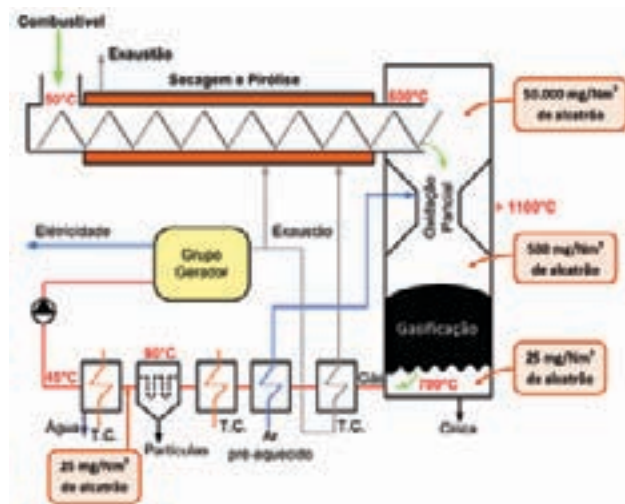 Combustível
Exaustão
Secagem e Pirólise
50°C
600°C
50.000 mg/Nm³
de alcatrão
Oxidação
Parcial
> 1100°C
Eletricidade
Exaustão
Grupo
Gerador
500 mg/Nm³
de alcatrão
Gasificação
25 mg/Nm³
de alcatrão
45°C
90°C
Gás
700°C
Água
T.C.
Partículas
T.C.
Ar
pré-aquecido
T.C.
Cinza
25 mg/Nm³
de alcatrão